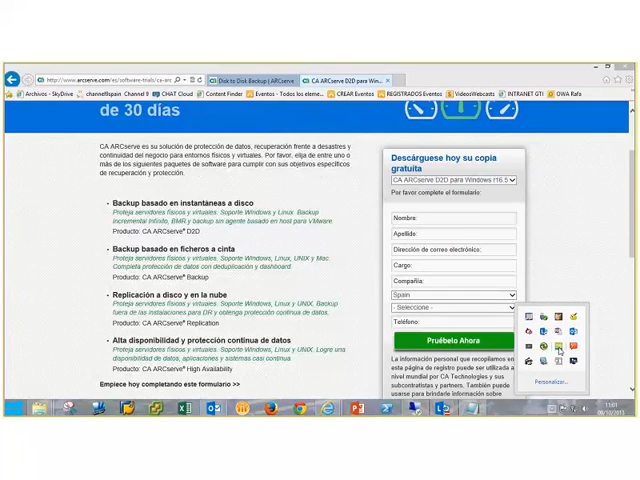 http://www.arcserve.com/es/software-trials/ca-arc
Disk to Disk Backup | ARCserve
CA ARCserve D2D para Win...
Archivos - SkyDrive
channel9spain
Channel 9
CHAT Cloud
Content Finder
Eventos - Todos los eleme...
CREAR Eventos
REGISTRADOS Eventos
VideosWebcasts
INTRANET GTI
OWA Rafa
de 30 días
CA ARCserve es su solución de protección de datos, recuperación frente a desastres y
continuidad del negocio para entornos físicos y virtuales. Por favor, elija de entre uno o
más de los siguientes paquetes de software para cumplir con sus objetivos específicos
de recuperación y protección.
Backup basado en instantáneas a disco
Proteja servidores físicos y virtuales. Soporte Windows y Linux. Backup
incremental Infinito, BMR y backup sin agente basado en host para VMware.
Producto: CA ARCserve® D2D
Backup basado en ficheros a cinta
Proteja servidores físicos y virtuales. Soporte Windows, Linux, UNIX y Mac.
Completa protección de datos con deduplicación y dashboard.
Producto: CA ARCserve® Backup
Replicación a disco y en la nube
Proteja servidores físicos y virtuales. Soporte Windows, Linux y UNIX. Backup
fuera de las instalaciones para DR y obtenga protección continua de datos.
Producto: CA ARCserve® Replication
Alta disponibilidad y protección continua de datos
Proteja servidores físicos y virtuales. Soporte Windows, Linux y UNIX. Logre una
disponibilidad de datos, aplicaciones y sistemas casi continua.
Producto: CA ARCserve® High Availability
Empiece hoy completando este formulario >>
Descárguese hoy su copia
gratuita
CA ARCserve D2D para Windows r16.5
Por favor complete el formulario:
Nombre:
Apellido:
Dirección de correo electrónico:
Cargo:
Compañía:
Spain
- Seleccione -
Teléfono:
Pruébelo Ahora
La información personal que recopilamos en
esta página de registro puede ser utilizada a
nivel mundial por CA Technologies y sus
subcontratistas y partners. También puede
usarse para brindarle información sobre
Personalizar...
11:01
09/10/2013